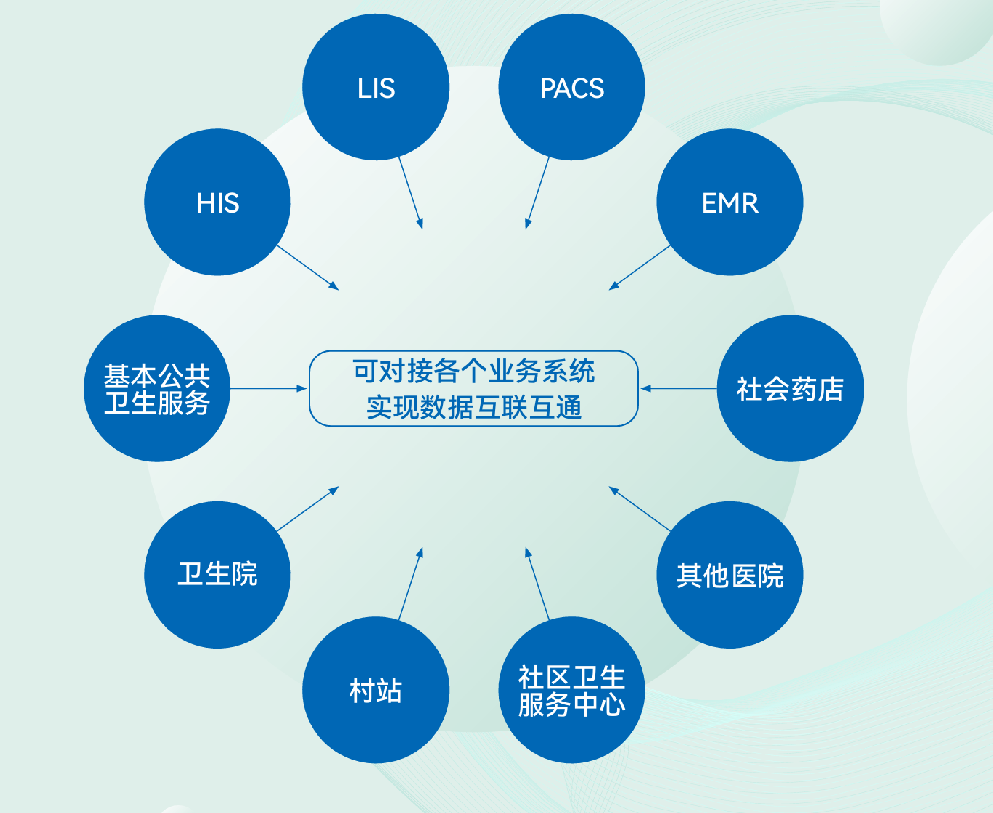 LIS
PACS
HIS
EMR
基本公共
卫生服务
可对接各个业务系统
实现数据互联互通
社会药店
卫生院
其他医院
村站
社区卫生
服务中心